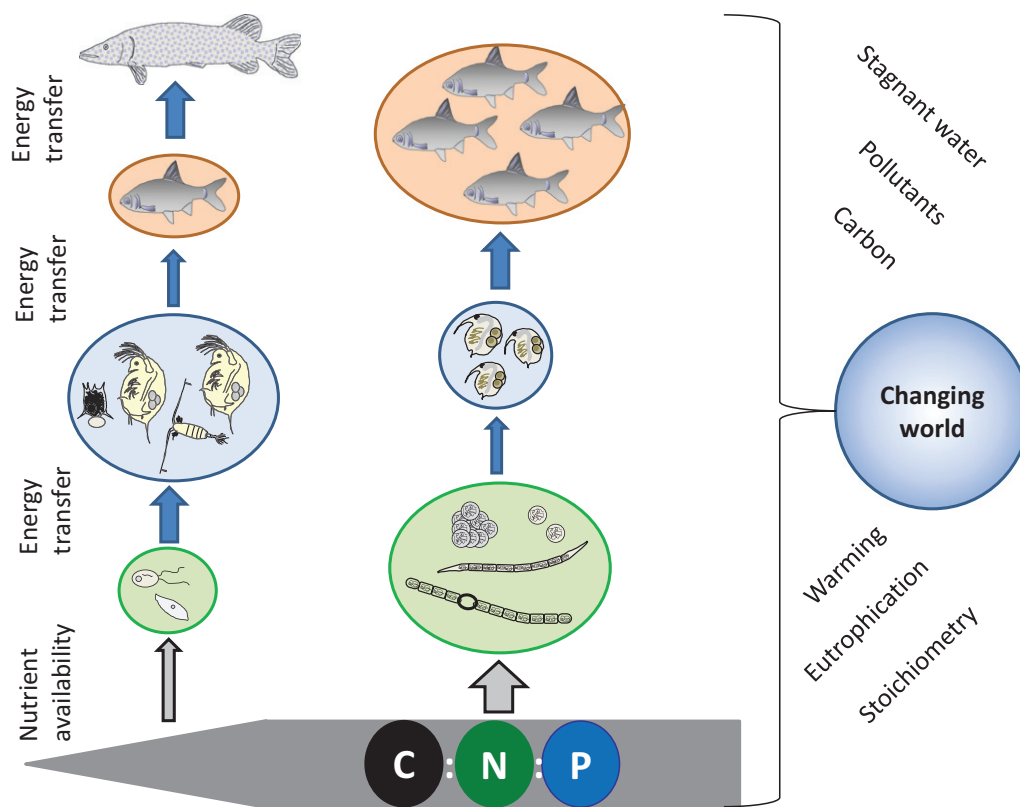 Energy
transfer
Energy
transfer
Energy
transfer
Nutrient
availability
C : N : P
Stagnant water
Pollutants
Carbon
Changing
world
Warming
Eutrophication
Stoichiometry